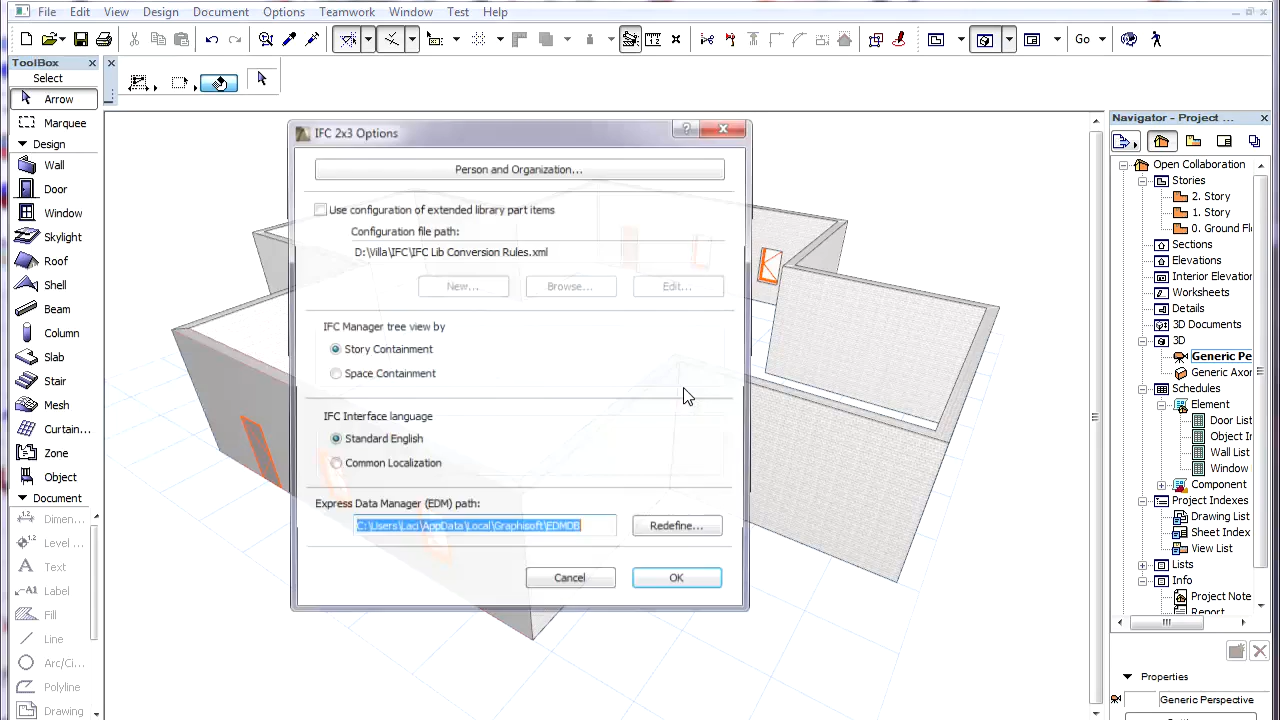 File Edit View Design Document Options Teamwork Window Test Help
Go
ToolBox
Select
Arrow
Marquee
Design
Wall
Door
Window
Skylight
Roof
Shell
Beam
Column
Slab
Stair
Mesh
Curtain...
Zone
Object
Document
Dimen...
Level ...
Text
A1 Label
Fill
Line
Arc/Ci...
Polyline
Drawing
IFC 2x3 Options
Person and Organization...
Use configuration of extended library part items
Configuration file path:
D:\Villa\IFC\IFC Lib Conversion Rules.xml
New... Browse... Edit...
IFC Manager tree view by
Story Containment
Space Containment
IFC Interface language
Standard English
Common Localization
Express Data Manager (EDM) path:
C:\Users\Laci\AppData\Local\Graphisoft\EDMDB
Redefine...
Cancel OK
Navigator - Project ...
Open Collaboration
Stories
2. Story
1. Story
0. Ground Fl
Sections
Elevations
Interior Elevation
Worksheets
Details
3D Documents
3D
Generic Pe
Generic Axon
Schedules
Element
Door List
Object In
Wall List
Window
Component
Project Indexes
Drawing List
Sheet Index
View List
Lists
Info
Project Note
Report
Properties
Generic Perspective